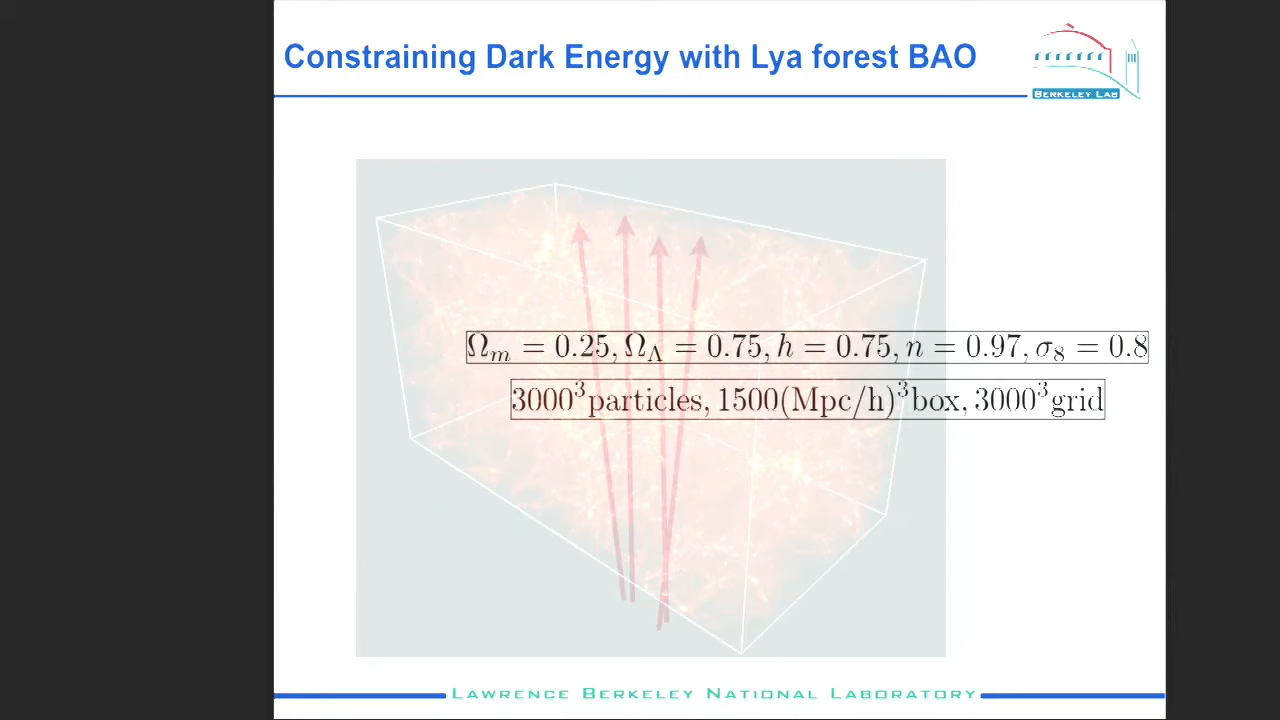 Constraining Dark Energy with Lya forest BAO
BERKELEY LAB
Ωₘ = 0.25, Ω_Λ = 0.75, h = 0.75, n = 0.97, σ₈ = 0.8
3000³particles, 1500(Mpc/h)³box, 3000³grid
LAWRENCE BERKELEY NATIONAL LABORATORY